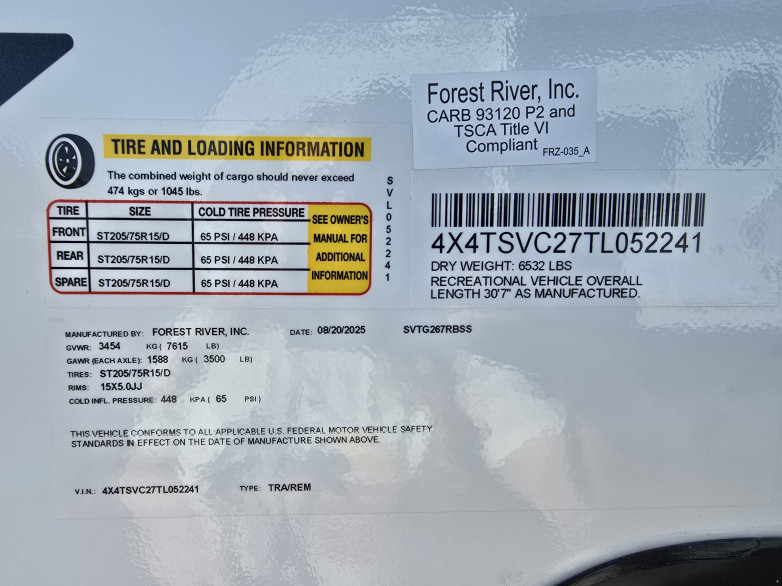 Forest River, Inc.
CARB 93120 P2 and
TSCA Title VI
Compliant
FRZ-035_A
TIRE AND LOADING INFORMATION
The combined weight of cargo should never exceed
474 kgs or 1045 lbs.
TIRE SIZE COLD TIRE PRESSURE
FRONT ST205/75R15/D 65 PSI / 448 KPA
REAR ST205/75R15/D 65 PSI / 448 KPA
SPARE ST205/75R15/D 65 PSI / 448 KPA
SEE OWNER'S
MANUAL FOR
ADDITIONAL
INFORMATION
SVL052241
4X4TSVC27TL052241
DRY WEIGHT: 6532 LBS
RECREATIONAL VEHICLE OVERALL
LENGTH 30'7" AS MANUFACTURED.
MANUFACTURED BY: FOREST RIVER, INC. DATE: 08/20/2025 SVTG267RBSS
GVWR: 3454 KG ( 7615 LB)
GAWR (EACH AXLE): 1588 KG ( 3500 LB)
TIRES: ST205/75R15/D
RIMS: 15X5.0JJ
COLD INFL. PRESSURE: 448 KPA ( 65 PSI)
THIS VEHICLE CONFORMS TO ALL APPLICABLE U.S. FEDERAL MOTOR VEHICLE SAFETY
STANDARDS IN EFFECT ON THE DATE OF MANUFACTURE SHOWN ABOVE.
V.I.N.: 4X4TSVC27TL052241 TYPE: TRA/REM